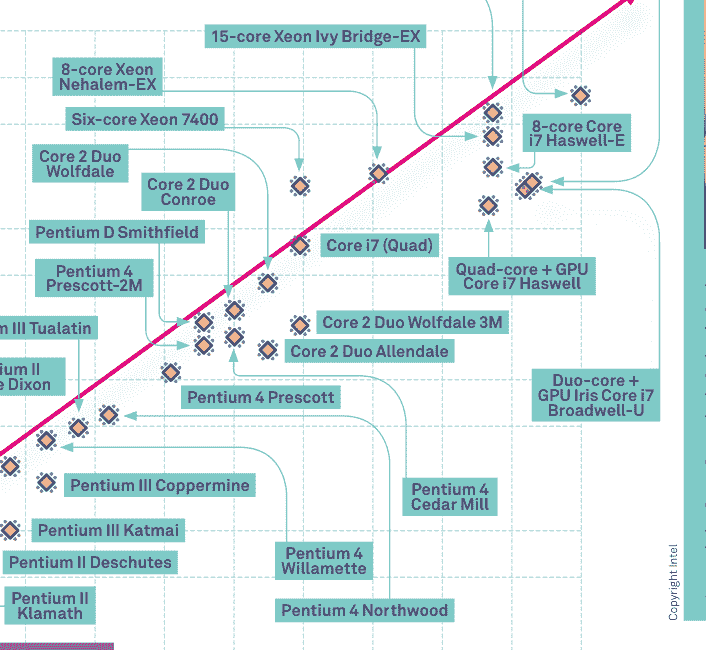 15-core Xeon Ivy Bridge-EX
8-core Xeon
Nehalem-EX
Six-core Xeon 7400
8-core Core
i7 Haswell-E
Core 2 Duo
Wolfdale
Core 2 Duo
Conroe
Pentium D Smithfield
Core i7 (Quad)
Pentium 4
Prescott-2M
Quad-core + GPU
Core i7 Haswell
m III Tualatin
Core 2 Duo Wolfdale 3M
Core 2 Duo Allendale
ium II
e Dixon
Duo-core +
GPU Iris Core i7
Broadwell-U
Pentium 4 Prescott
Pentium III Coppermine
Pentium 4
Cedar Mill
Pentium III Katmai
Pentium II Deschutes
Pentium 4
Willamette
Pentium II
Klamath
Pentium 4 Northwood
Copyright Intel